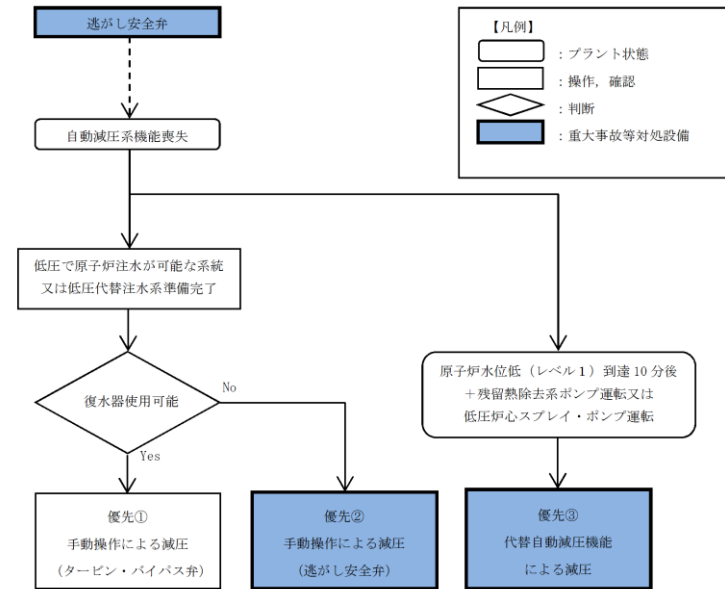 逃がし安全弁
自動減圧系機能喪失
低圧で原子炉注水が可能な系統
又は低圧代替注水系準備完了
復水器使用可能
No
Yes
原子炉水位低（レベル１）到達 10 分後
＋残留熱除去系ポンプ運転又は
低圧炉心スプレイ・ポンプ運転
優先①
手動操作による減圧
（タービン・バイパス弁）
優先②
手動操作による減圧
（逃がし安全弁）
優先③
代替自動減圧機能
による減圧
【凡例】
：プラント状態
：操作，確認
：判断
：重大事故等対処設備